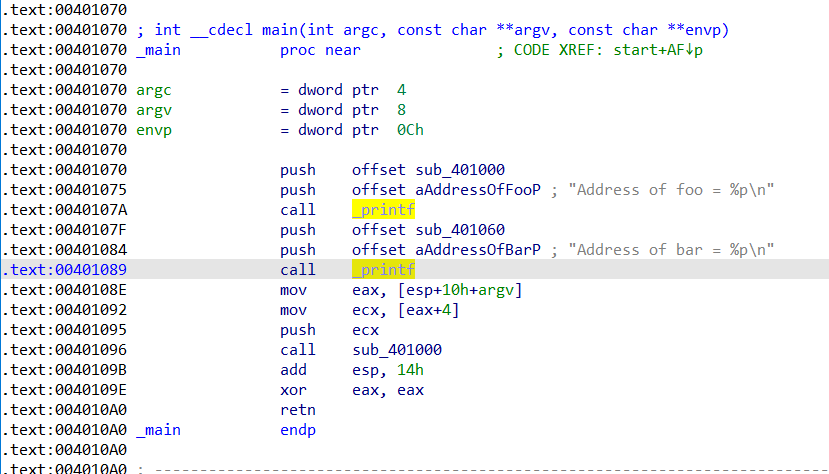 .text:00401070
.text:00401070 ; int __cdecl main(int argc, const char **argv, const char **envp)
.text:00401070 _main proc near ; CODE XREF: start+AF↓p
.text:00401070
.text:00401070 argc = dword ptr 4
.text:00401070 argv = dword ptr 8
.text:00401070 envp = dword ptr 0Ch
.text:00401070
.text:00401070 push offset sub_401000
.text:00401075 push offset aAddressOfFooP ; "Address of foo = %p\n"
.text:0040107A call _printf
.text:0040107F push offset sub_401060
.text:00401084 push offset aAddressOfBarP ; "Address of bar = %p\n"
.text:00401089 call _printf
.text:0040108E mov eax, [esp+10h+argv]
.text:00401092 mov ecx, [eax+4]
.text:00401095 push ecx
.text:00401096 call sub_401000
.text:0040109B add esp, 14h
.text:0040109E xor eax, eax
.text:004010A0 retn
.text:004010A0 _main endp
.text:004010A0
.text:004010A0 ; ---------------------------------------------------------------------------